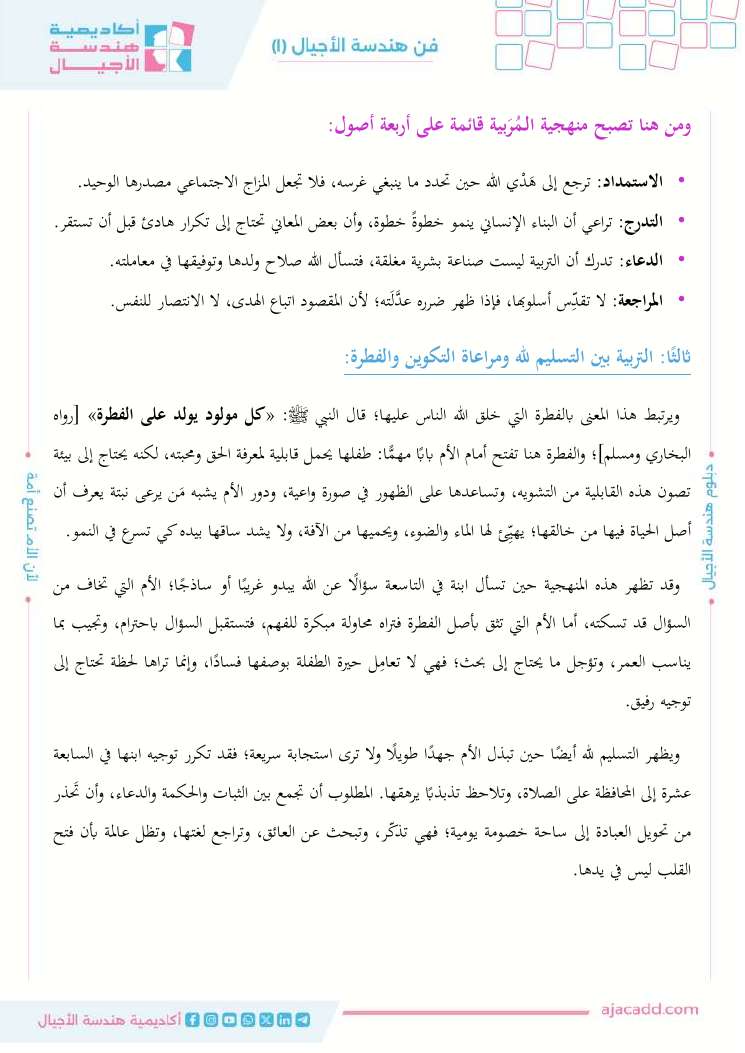 أكاديمية
هندسة
الأجيال
فن هندسة الأجيال (1)
ومن هنا تصبح منهجية المُرَبية قائمة على أربعة أصول:
• الاستمداد: ترجع إلى هَدْي الله حين تحدد ما ينبغي غرسه، فلا تجعل المزاج الاجتماعي مصدرها الوحيد.
• التدرج: تراعي أن البناء الإنساني ينمو خطوةً خطوة، وأن بعض المعاني تحتاج إلى تكرار هادئ قبل أن تستقر.
• الدعاء: تدرك أن التربية ليست صناعة بشرية مغلقة، فتسأل الله صلاح ولدها وتوفيقها في معاملته.
• المراجعة: لا تقدِّس أسلوبها، فإذا ظهر ضرره عدَّلَته؛ لأن المقصود اتباع الهدى، لا الانتصار للنفس.
ثالثًا: التربية بين التسليم لله ومراعاة التكوين والفطرة:
ويرتبط هذا المعنى بالفطرة التي خلق الله الناس عليها؛ قال النبي ﷺ: «كل مولود يولد على الفطرة» [رواه
البخاري ومسلم]؛ والفطرة هنا تفتح أمام الأم بابًا مهمًّا: طفلها يحمل قابلية لمعرفة الحق ومحبته، لكنه يحتاج إلى بيئة
تصون هذه القابلية من التشويه، وتساعدها على الظهور في صورة واعية، ودور الأم يشبه مَن يرعى نبتة يعرف أن
أصل الحياة فيها من خالقها؛ يهيِّئ لها الماء والضوء، ويحميها من الآفة، ولا يشد ساقها بيده كي تسرع في النمو.
وقد تظهر هذه المنهجية حين تسأل ابنة في التاسعة سؤالًا عن الله يبدو غريبًا أو ساذجًا؛ الأم التي تخاف من
السؤال قد تسكته، أما الأم التي تثق بأصل الفطرة فتراه محاولة مبكرة للفهم، فتستقبل السؤال باحترام، وتجيب بما
يناسب العمر، وتؤجل ما يحتاج إلى بحث؛ فهي لا تعامِل حيرة الطفلة بوصفها فسادًا، وإنما تراها لحظة تحتاج إلى
توجيه رفيق.
ويظهر التسليم لله أيضًا حين تبذل الأم جهدًا طويلًا ولا ترى استجابة سريعة؛ فقد تكرر توجيه ابنها في السابعة
عشرة إلى المحافظة على الصلاة، وتلاحظ تذبذبًا يرهقها. المطلوب أن تجمع بين الثبات والحكمة والدعاء، وأن تَحذر
من تحويل العبادة إلى ساحة خصومة يومية؛ فهي تذكّر، وتبحث عن العائق، وتراجع لغتها، وتظل عالمة بأن فتح
القلب ليس في يدها.
دبلوم هندسة الأجيال
لأن الأم تصنع أمة
أكاديمية هندسة الأجيال
ajacadd.com